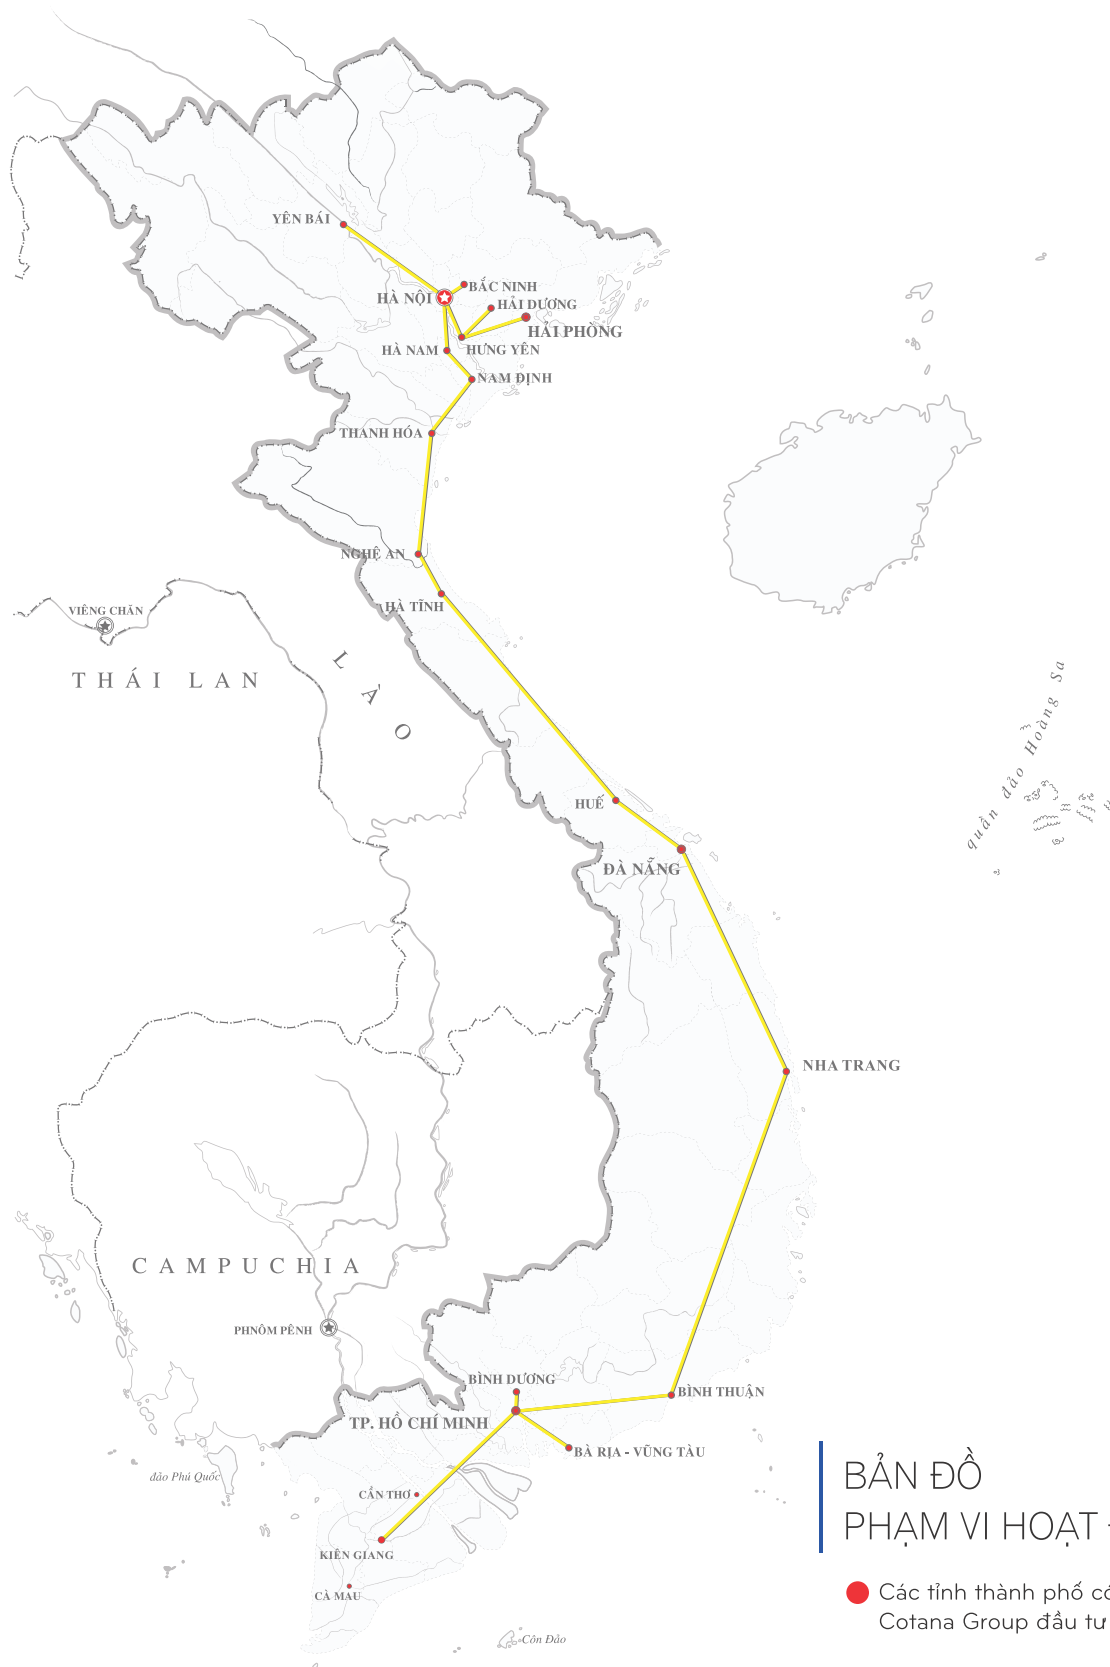 YÊN BÁI
BẮC NINH
HÀ NỘI
HẢI DƯƠNG
HẢI PHÒNG
HÀ NAM
HƯNG YÊN
NAM ĐỊNH
THANH HÓA
NGHỆ AN
HÀ TĨNH
VIÊNG CHĂN
THÁI LAN
LÀO
quần đảo Hoàng Sa
HUẾ
ĐÀ NẴNG
NHA TRANG
CAMPUCHIA
PHNÔM PÊNH
BÌNH DƯƠNG
BÌNH THUẬN
TP. HỒ CHÍ MINH
BÀ RỊA - VŨNG TÀU
đảo Phú Quốc
CẦN THƠ
KIÊN GIANG
CÀ MAU
Côn Đảo
BẢN ĐỒ
PHẠM VI HOẠT
Các tỉnh thành phố có
Cotana Group đầu tư